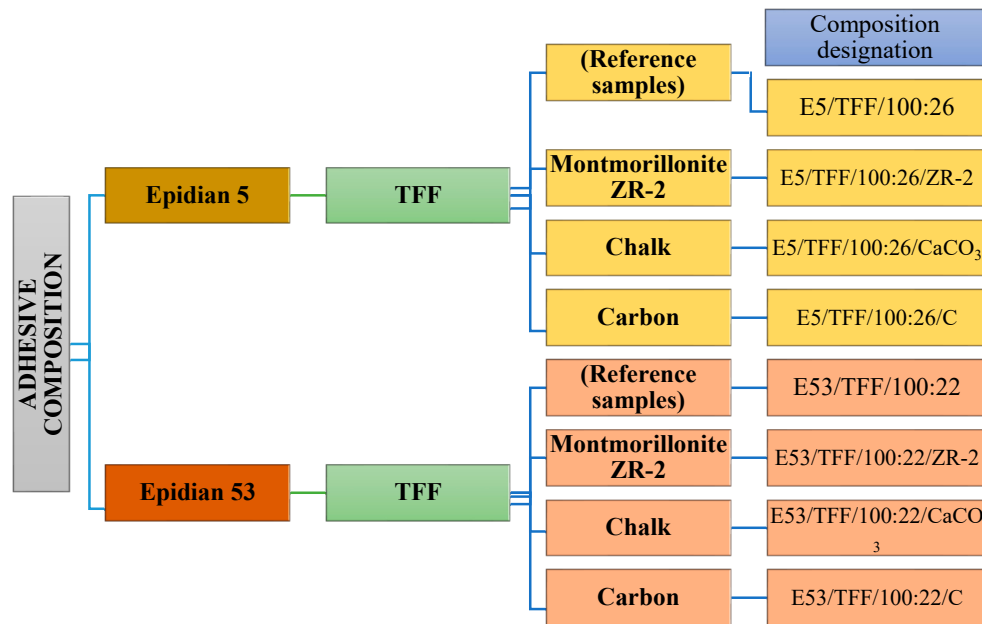 Composition
designation
(Reference
samples)
E5/TFF/100:26
Montmorillonite
ZR-2
E5/TFF/100:26/ZR-2
Epidian 5
TFF
Chalk
E5/TFF/100:26/CaCO₃
Carbon
E5/TFF/100:26/C
ADHESIVE
COMPOSITION
(Reference
samples)
E53/TFF/100:22
Montmorillonite
ZR-2
E53/TFF/100:22/ZR-2
Epidian 53
TFF
Chalk
E53/TFF/100:22/CaCO
₃
Carbon
E53/TFF/100:22/C